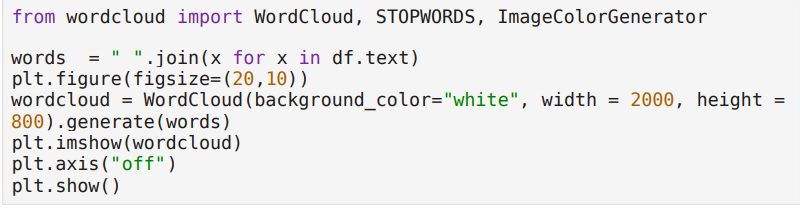 from wordcloud import WordCloud, STOPWORDS, ImageColorGenerator
words  = " ".join(x for x in df.text)
plt.figure(figsize=(20,10))
wordcloud = WordCloud(background_color="white", width = 2000, height =
800).generate(words)
plt.imshow(wordcloud)
plt.axis("off")
plt.show()